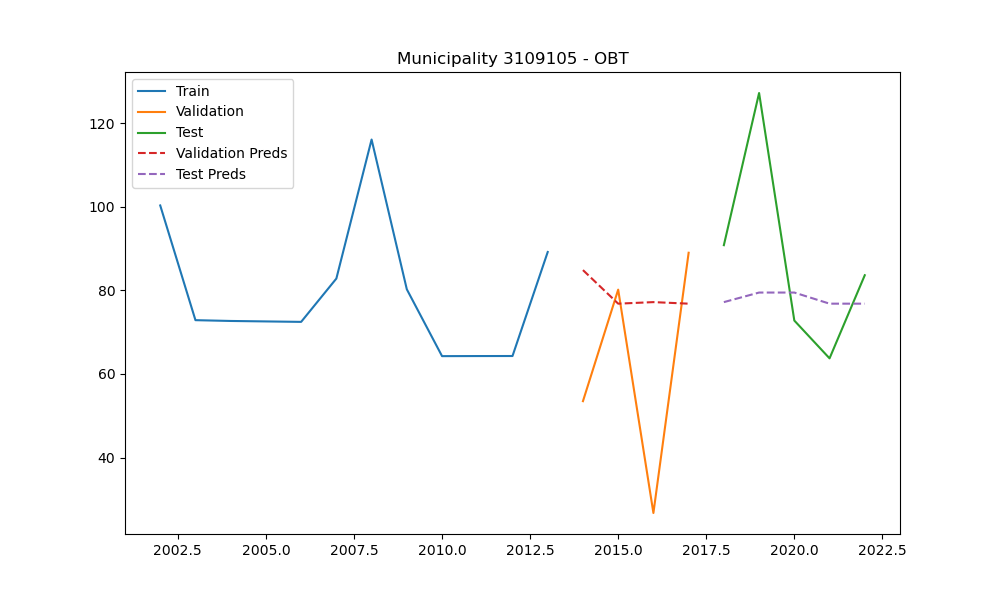 Municipality 3109105 - OBT
Train
Validation
Test
Validation Preds
Test Preds
120
100
80
60
40
2002.5 2005.0 2007.5 2010.0 2012.5 2015.0 2017.5 2020.0 2022.5